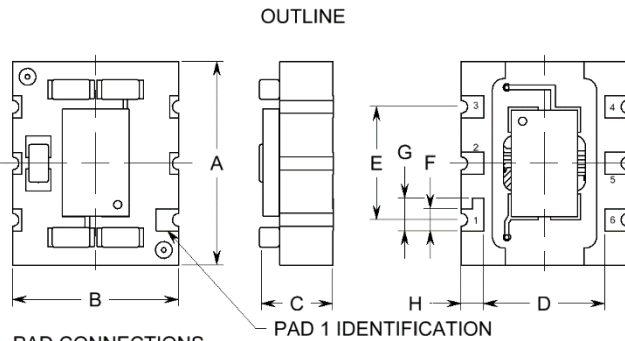 OUTLINE
A
B
C
PAD 1 IDENTIFICATION
E
G
F
H
D
3
2
1
4
5
6
PAD CONNECTIONS